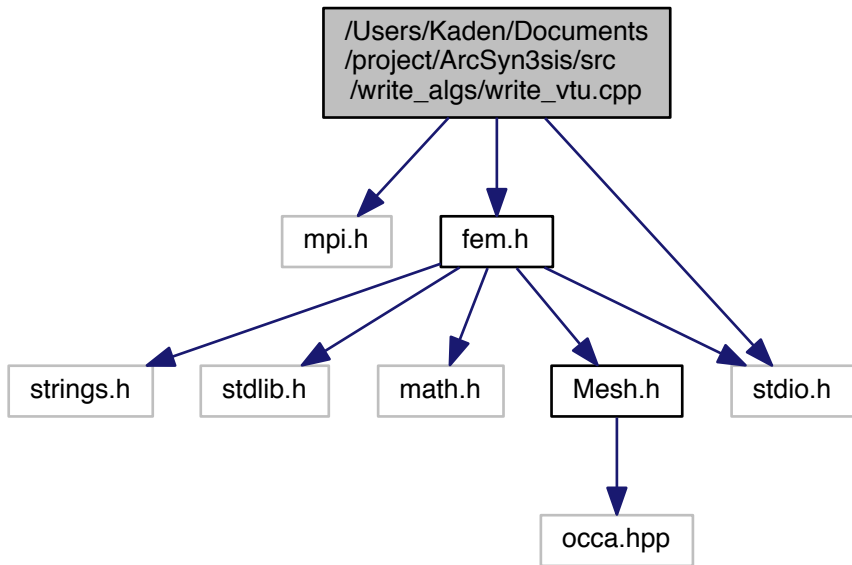 /Users/Kaden/Documents
/project/ArcSyn3sis/src
/write_algs/write_vtu.cpp
mpi.h
fem.h
strings.h
stdlib.h
math.h
Mesh.h
stdio.h
occa.hpp